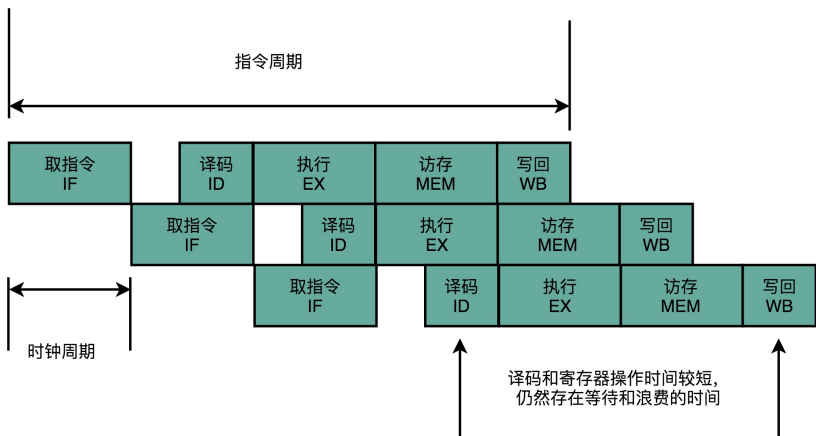 指令周期
取指令
IF
译码
ID
执行
EX
访存
MEM
写回
WB
取指令
IF
译码
ID
执行
EX
访存
MEM
写回
WB
取指令
IF
译码
ID
执行
EX
访存
MEM
写回
WB
时钟周期
译码和寄存器操作时间较短，
仍然存在等待和浪费的时间